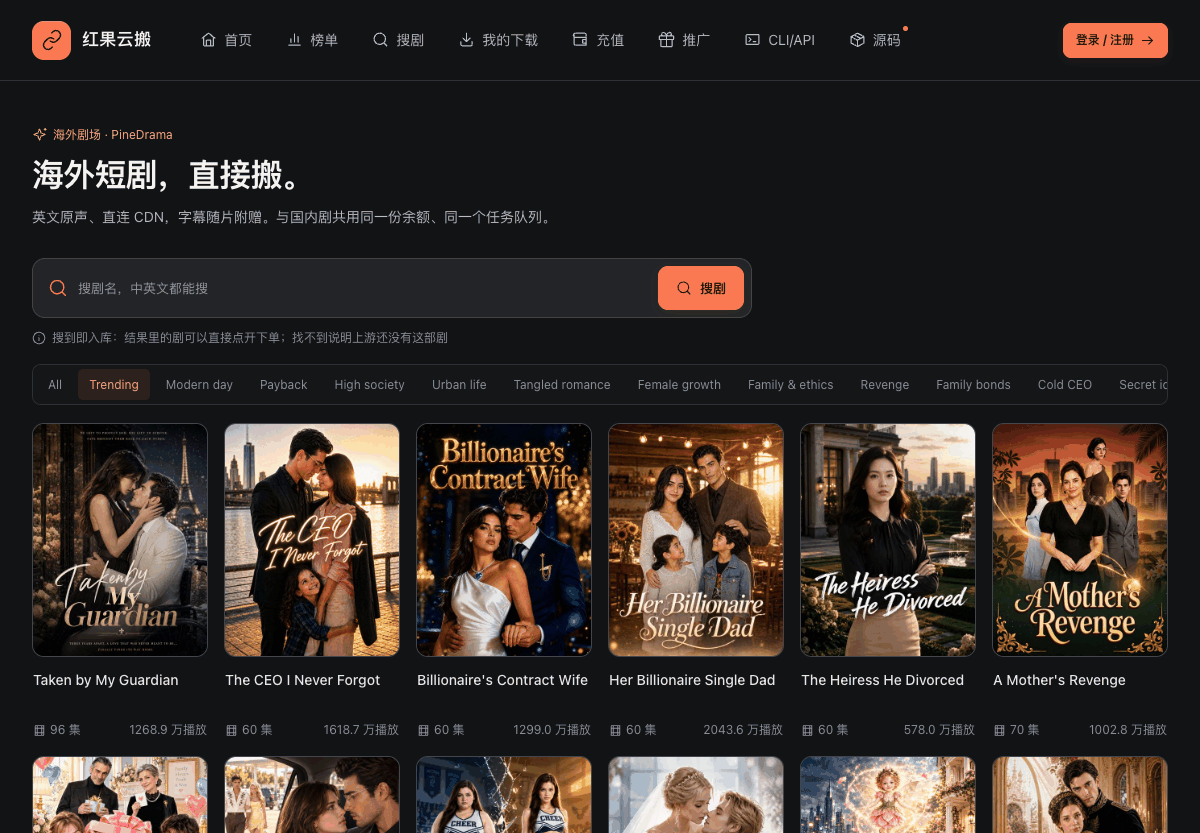 红果云搬
首页
榜单
搜剧
我的下载
充值
推广
CLI/API
源码
登录 / 注册 →
海外剧场 · PineDrama
海外短剧，直接搬。
英文原声、直连 CDN，字幕随片附赠。与国内剧共用同一份余额、同一个任务队列。
搜剧名，中英文都能搜
搜剧
搜到即入库：结果里的剧可以直接点开下单；找不到说明上游还没有这部剧
All
Trending
Modern day
Payback
High society
Urban life
Tangled romance
Female growth
Family & ethics
Revenge
Family bonds
Cold CEO
Secret ic
Taken by
My
Guardian
The CEO
I Never Forgot
Billionaire's
Contract Wife
Her Billionaire
Single Dad
The Heiress
He Divorced
A Mother's
Revenge
Taken by My Guardian
The CEO I Never Forgot
Billionaire's Contract Wife
Her Billionaire Single Dad
The Heiress He Divorced
A Mother's Revenge
96 集
1268.9 万播放
60 集
1618.7 万播放
60 集
1299.0 万播放
60 集
2043.6 万播放
60 集
578.0 万播放
70 集
1002.8 万播放
CHEER
CHEER